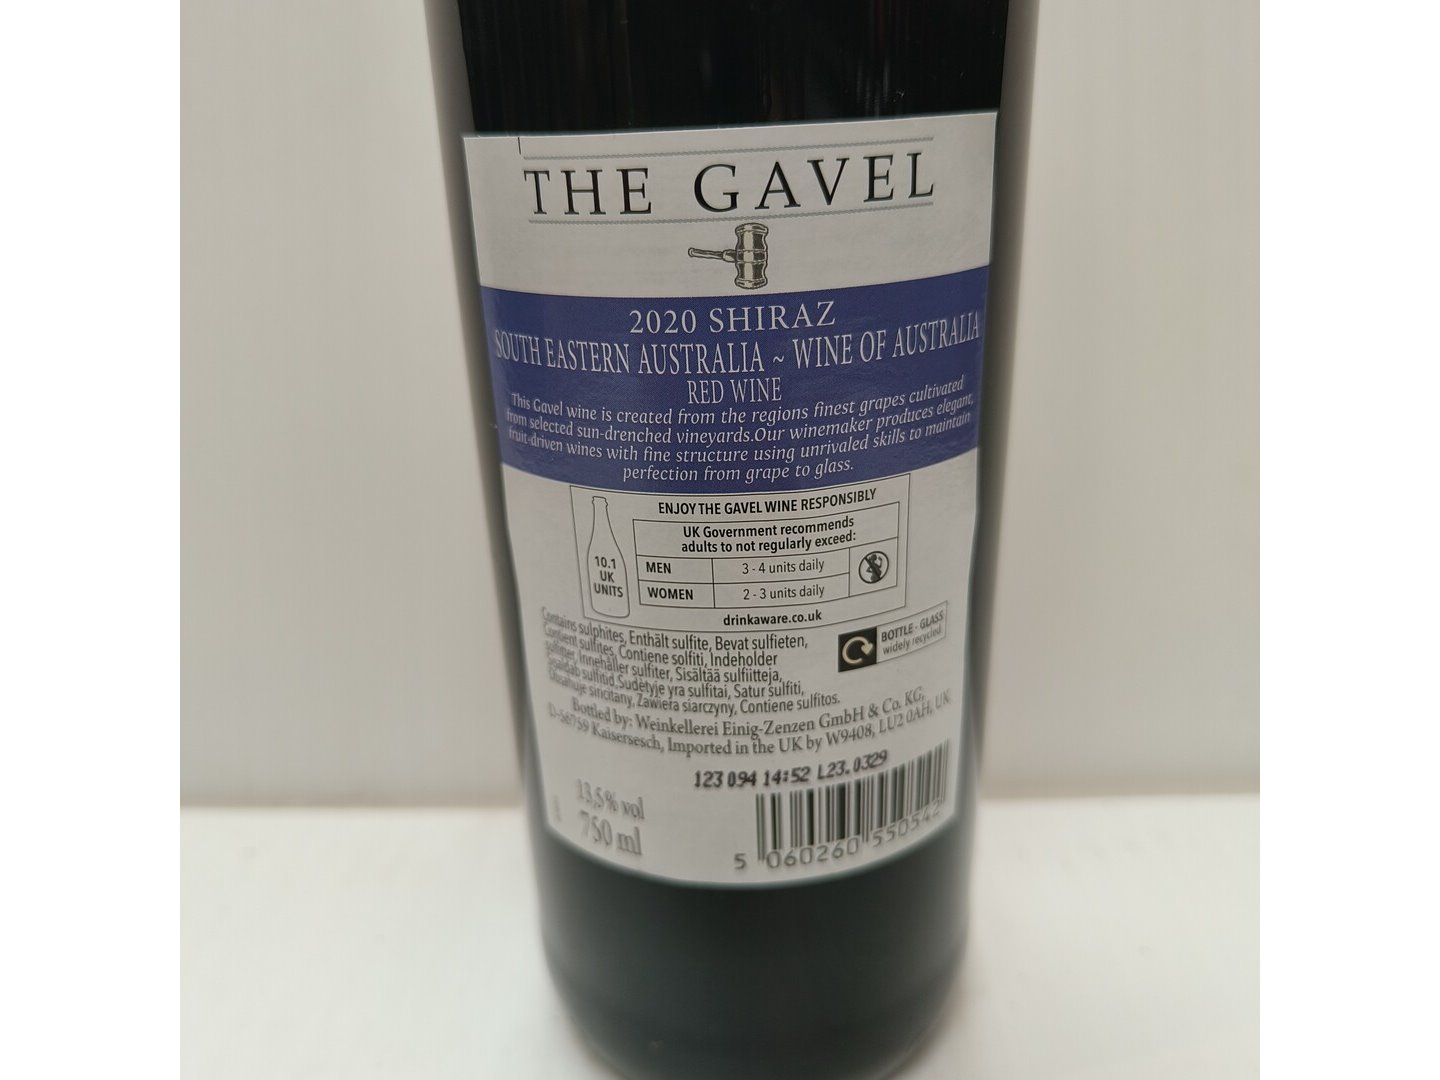 THE GAVEL
2020 SHIRAZ
SOUTH EASTERN AUSTRALIA ~ WINE OF AUSTRALIA
RED WINE
This Gavel wine is created from the regions finest grapes cultivated
from selected sun-drenched vineyards.Our winemaker produces elegant,
fruit-driven wines with fine structure using unrivaled skills to maintain
perfection from grape to glass.
ENJOY THE GAVEL WINE RESPONSIBLY
UK Government recommends
adults to not regularly exceed:
10.1
UK
UNITS
MEN 3 - 4 units daily
WOMEN 2 - 3 units daily
drinkaware.co.uk
BOTTLE - GLASS
widely recycled
Contains sulphites, Enthält sulfite, Bevat sulfieten,
Contient sulfites, Contiene solfiti, Indeholder
sulfitter, Innehåller sulfiter, Sisältää sulfiitteja,
Sisaldab sulfitid, Sudėtyje yra sulfitai, Satur sulfiti,
Obsahuje siricitany, Zawiera siarczyny, Contiene sulfitos.
Bottled by: Weinkellerei Einig-Zenzen GmbH & Co. KG,
D-56759 Kaisersesch, Imported in the UK by W9408, LU2 0AH, UK
123 094 14:52 L23.0329
13,5% vol
750 ml
5 060260 550542